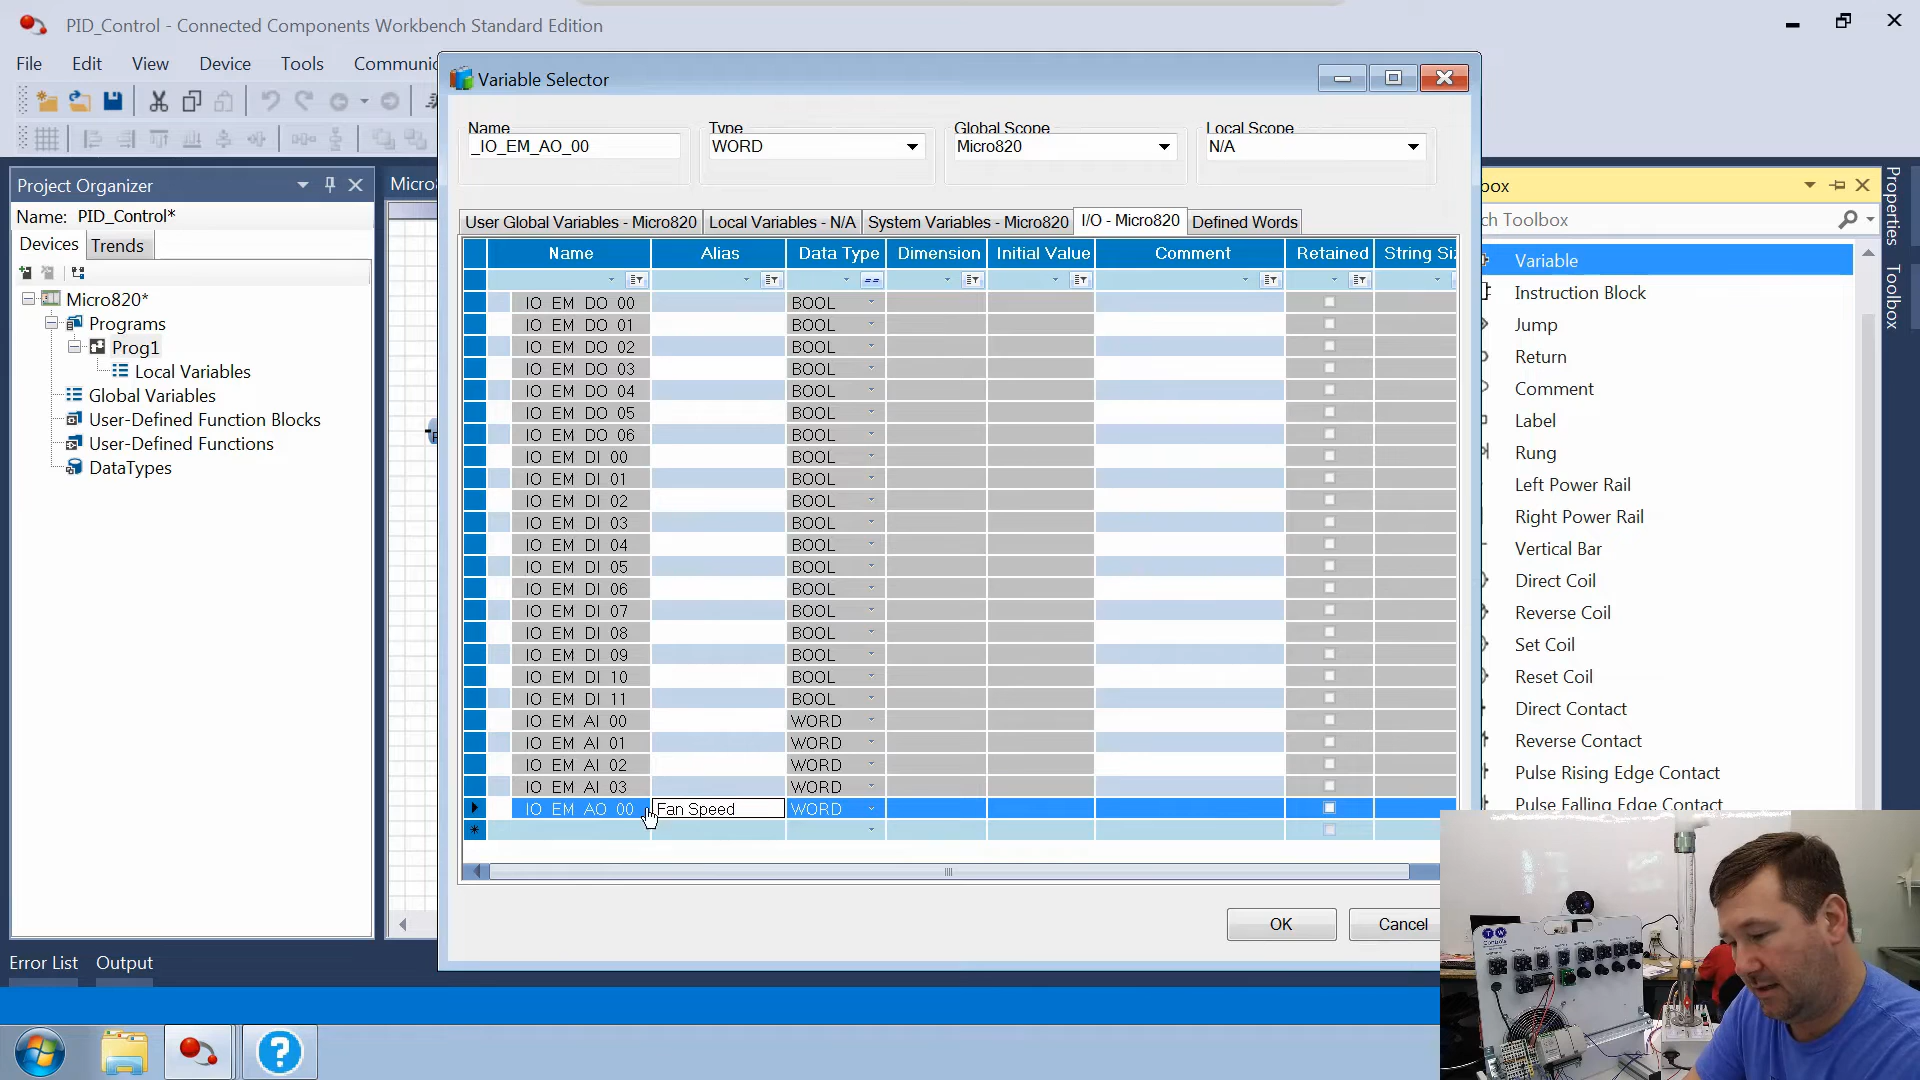 PID_Control - Connected Components Workbench Standard Edition
File Edit View Device Tools Communic
Project Organizer
Name: PID_Control*
Devices Trends
Micro820*
Programs
Prog1
Local Variables
Global Variables
User-Defined Function Blocks
User-Defined Functions
DataTypes
Error List Output
Micro
Variable Selector
Name Type Global Scope Local Scope
_IO_EM_AO_00 WORD Micro820 N/A
User Global Variables - Micro820 Local Variables - N/A System Variables - Micro820 I/O - Micro820 Defined Words
Name Alias Data Type Dimension Initial Value Comment Retained String Siz
IO EM DO 00 BOOL
IO EM DO 01 BOOL
IO EM DO 02 BOOL
IO EM DO 03 BOOL
IO EM DO 04 BOOL
IO EM DO 05 BOOL
IO EM DO 06 BOOL
IO EM DI 00 BOOL
IO EM DI 01 BOOL
IO EM DI 02 BOOL
IO EM DI 03 BOOL
IO EM DI 04 BOOL
IO EM DI 05 BOOL
IO EM DI 06 BOOL
IO EM DI 07 BOOL
IO EM DI 08 BOOL
IO EM DI 09 BOOL
IO EM DI 10 BOOL
IO EM DI 11 BOOL
IO EM AI 00 WORD
IO EM AI 01 WORD
IO EM AI 02 WORD
IO EM AI 03 WORD
IO EM AO 00 Fan Speed WORD
OK Cancel
box
ch Toolbox
Variable
Instruction Block
Jump
Return
Comment
Label
Rung
Left Power Rail
Right Power Rail
Vertical Bar
Direct Coil
Reverse Coil
Set Coil
Reset Coil
Direct Contact
Reverse Contact
Pulse Rising Edge Contact
Pulse Falling Edge Contact
Properties
Toolbox
TW
Controls